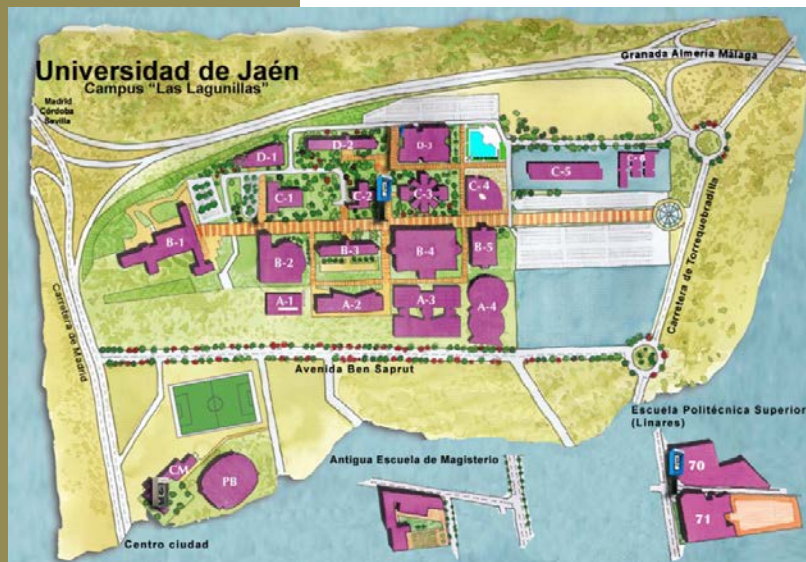 Universidad de Jaén
Campus "Las Lagunillas"
Granada Almería Málaga
Madrid
Córdoba
Sevilla
D-1
D-2
D-3
C-1
C-2
C-3
C-4
C-5
C-6
B-1
B-2
B-3
B-4
B-5
A-1
A-2
A-3
A-4
Carretera de Madrid
Carretera de Torrequebradilla
Avenida Ben Saprut
CM
PB
Centro ciudad
Antigua Escuela de Magisterio
Escuela Politécnica Superior
(Linares)
70
71